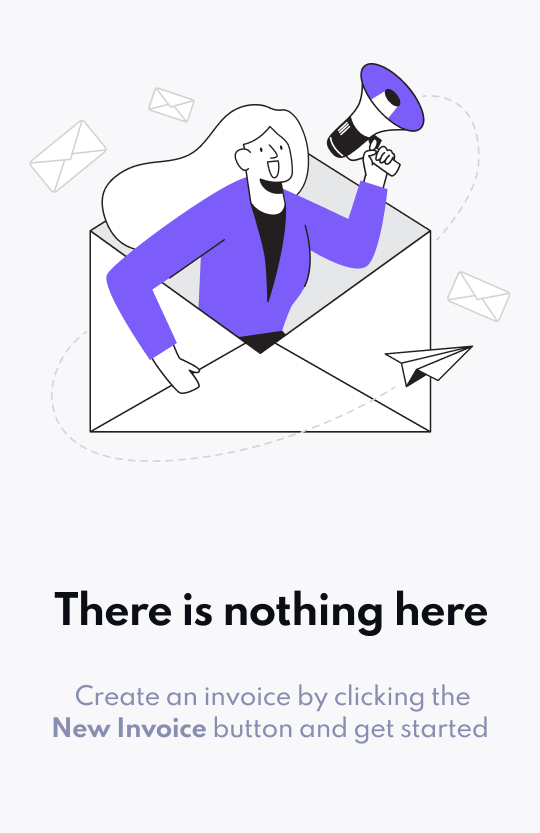 There is nothing here
Create an invoice by clicking the
New Invoice button and get started